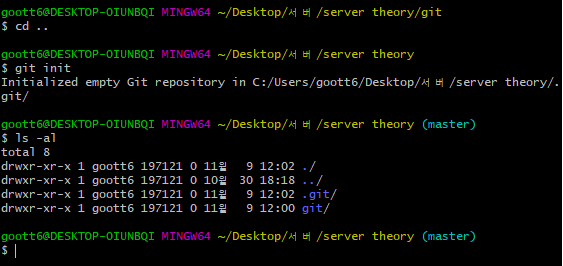 goott6@DESKTOP-OIUNBQI MINGW64 ~/Desktop/서버/server theory/git
$ cd ..
goott6@DESKTOP-OIUNBQI MINGW64 ~/Desktop/서버/server theory
$ git init
Initialized empty Git repository in C:/Users/goott6/Desktop/서버/server theory/.
git/
goott6@DESKTOP-OIUNBQI MINGW64 ~/Desktop/서버/server theory (master)
$ ls -al
total 8
drwxr-xr-x 1 goott6 197121 0 11월  9 12:02 ./
drwxr-xr-x 1 goott6 197121 0 10월 30 18:18 ../
drwxr-xr-x 1 goott6 197121 0 11월  9 12:02 .git/
drwxr-xr-x 1 goott6 197121 0 11월  9 12:00 git/
goott6@DESKTOP-OIUNBQI MINGW64 ~/Desktop/서버/server theory (master)
$